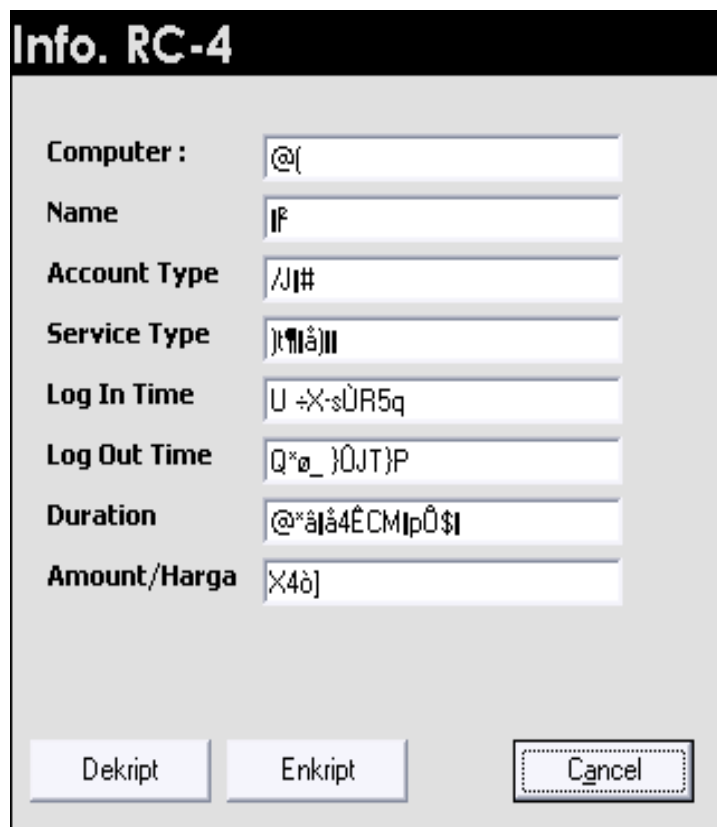 Info. RC-4
Computer : @(
Name
Account Type
Service Type
Log In Time U ÷X-sÙR5q
Log Out Time Q*ø_ }ÛJT}P
Duration
Amount/Harga X4ò]
Dekript Enkript Cancel